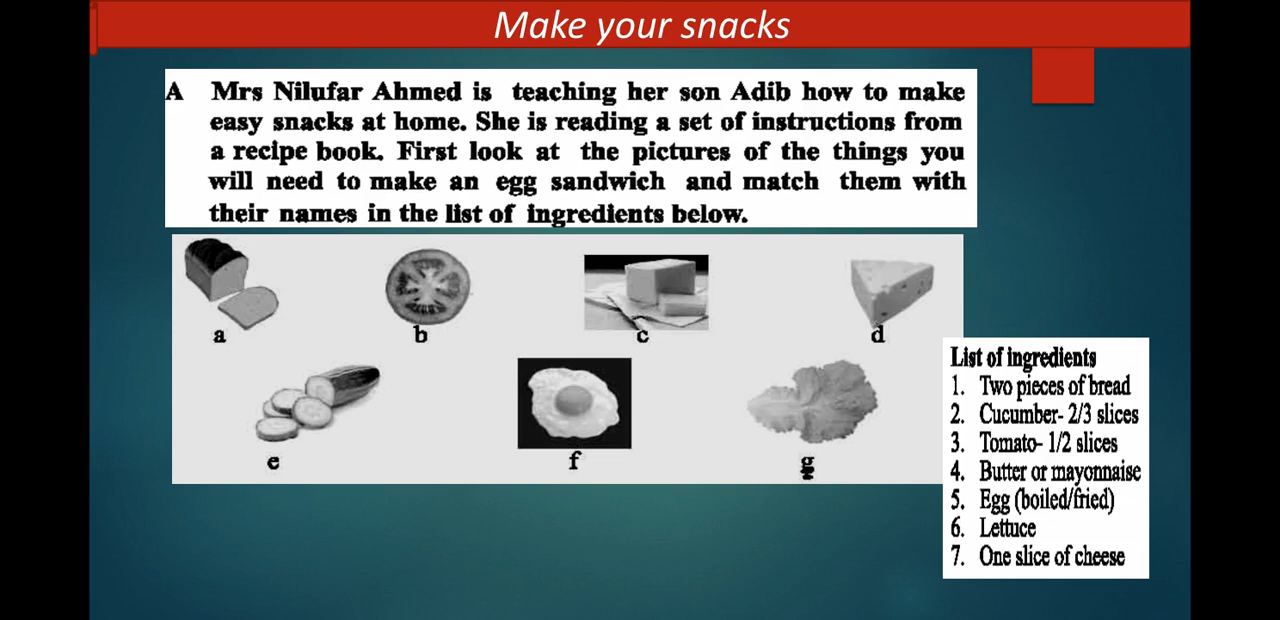 Make your snacks
A Mrs Nilufar Ahmed is teaching her son Adib how to make
easy snacks at home. She is reading a set of instructions from
a recipe book. First look at the pictures of the things you
will need to make an egg sandwich and match them with
their names in the list of ingredients below.
a b c d
e f g
List of ingredients
1. Two pieces of bread
2. Cucumber- 2/3 slices
3. Tomato- 1/2 slices
4. Butter or mayonnaise
5. Egg (boiled/fried)
6. Lettuce
7. One slice of cheese